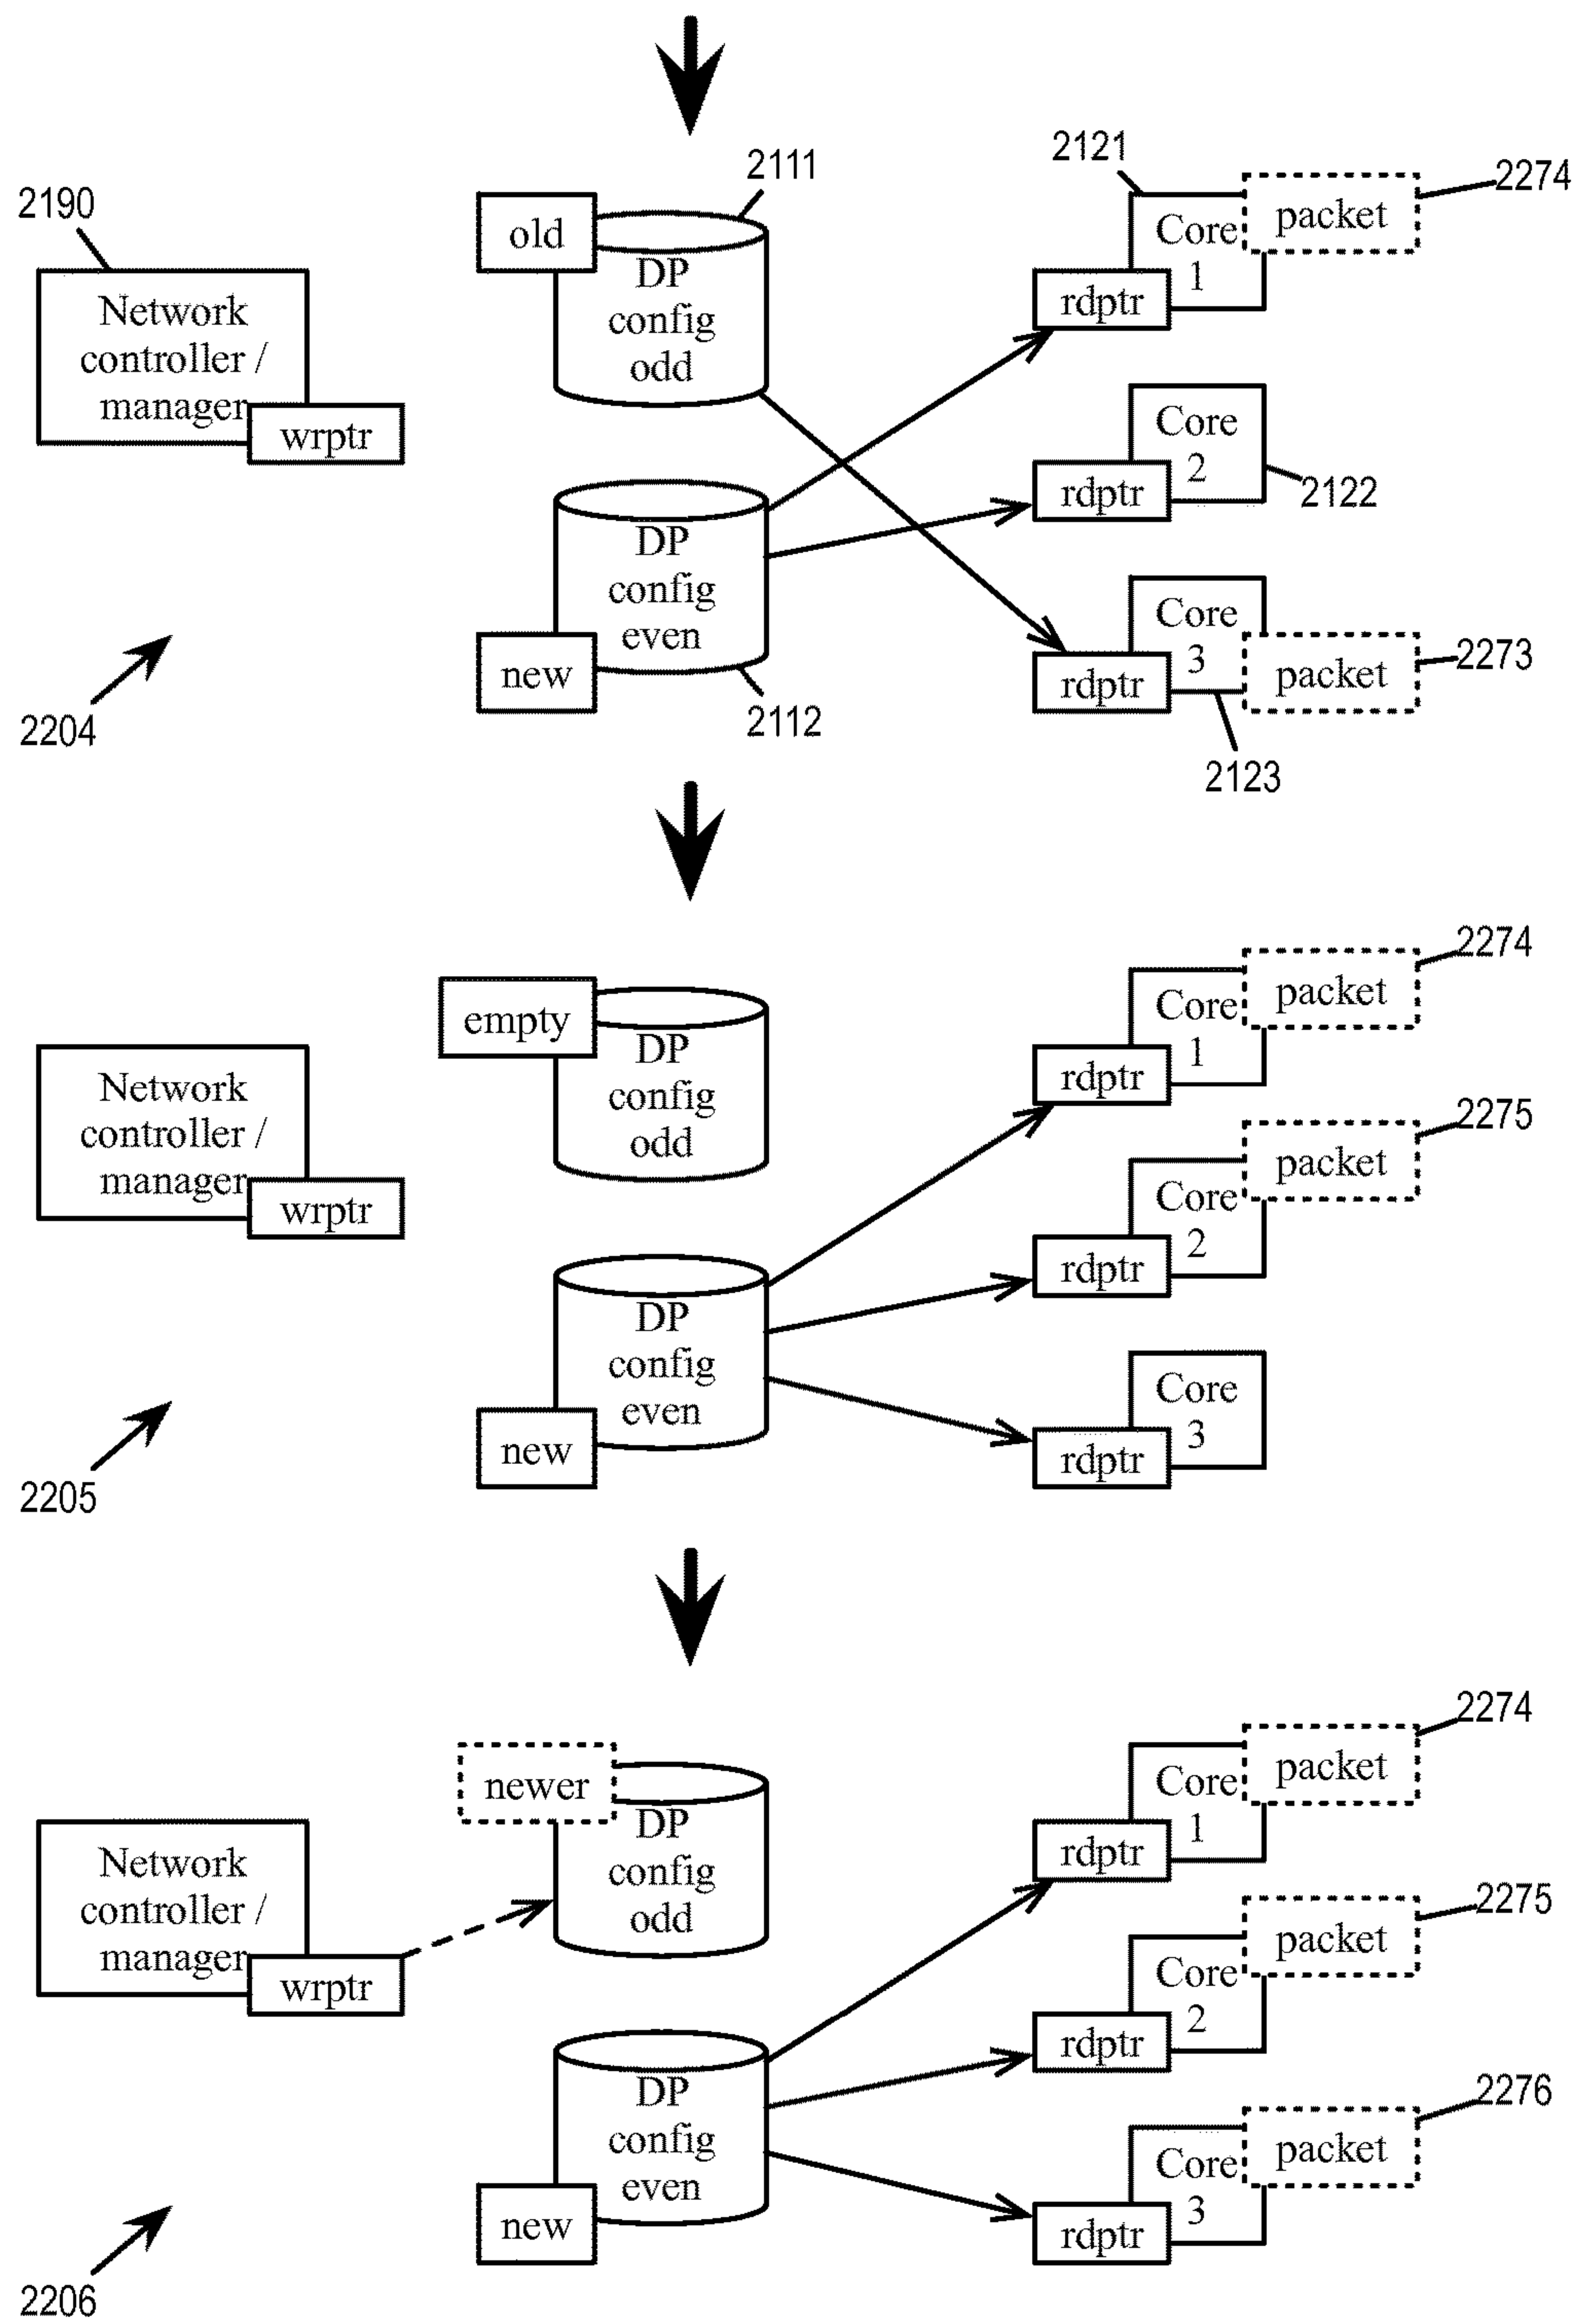 2111
2121
2274
2190
old
packet
Core
1
DP
config
odd
rdptr
Network
controller /
manager
wrptr
Core
2
rdptr
2122
DP
config
even
new
Core
3
rdptr
packet
2273
2204
2112
2123
2274
empty
packet
Core
1
DP
config
odd
rdptr
Network
controller /
manager
wrptr
2275
packet
Core
2
rdptr
DP
config
even
new
Core
3
rdptr
2205
2274
newer
packet
Core
1
DP
config
odd
rdptr
Network
controller /
manager
wrptr
2275
packet
Core
2
rdptr
DP
config
even
new
2276
packet
Core
3
rdptr
2206